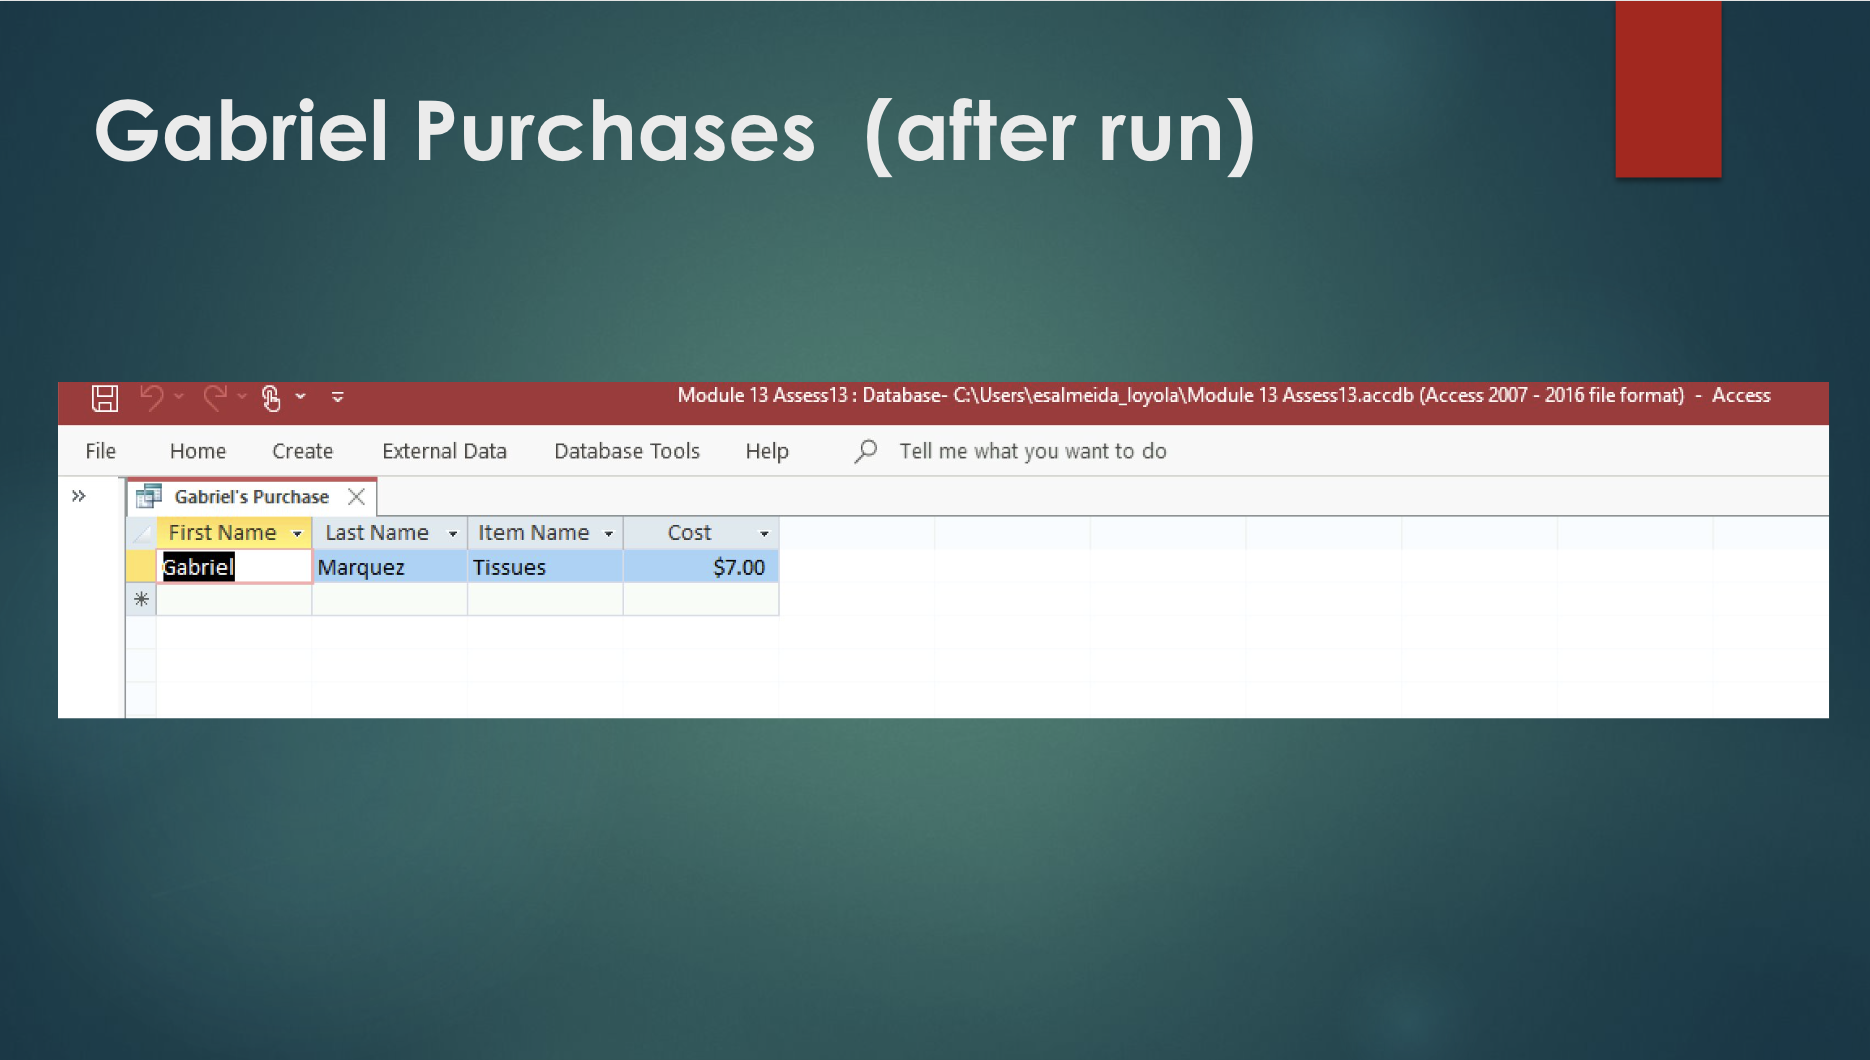 Gabriel Purchases  (after run)
Module 13 Assess13 : Database- C:\Users\esalmeida_loyola\Module 13 Assess13.accdb (Access 2007 - 2016 file format)  -  Access
File Home Create External Data Database Tools Help Tell me what you want to do
» Gabriel's Purchase
First Name Last Name Item Name Cost
Gabriel Marquez Tissues $7.00